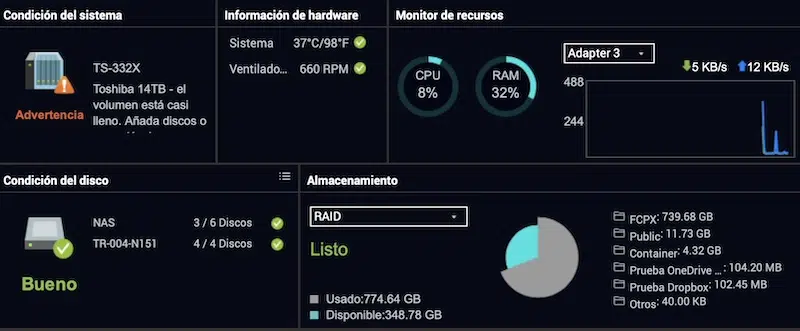 Condición del sistema
TS-332X
Toshiba 14TB - el
volumen está casi
lleno. Añada discos o
Advertencia
Información de hardware
Sistema 37°C/98°F
Ventilado... 660 RPM
Monitor de recursos
CPU
8%
RAM
32%
Adapter 3
5 KB/s 12 KB/s
488
244
Condición del disco
NAS 3 / 6 Discos
TR-004-N151 4 / 4 Discos
Bueno
Almacenamiento
RAID
Listo
Usado:774.64 GB
Disponible:348.78 GB
FCPX: 739.68 GB
Public: 11.73 GB
Container: 4.32 GB
Prueba OneDrive ...: 104.20 MB
Prueba Dropbox: 102.45 MB
Otros: 40.00 KB